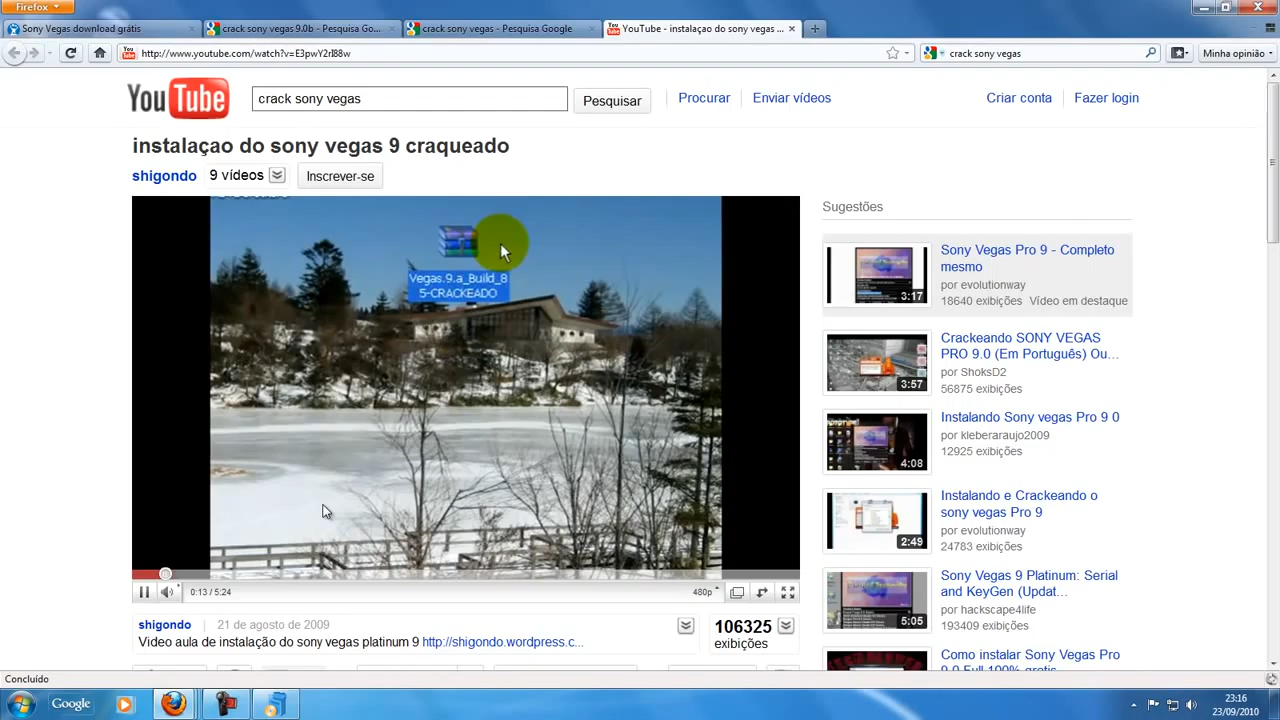 Firefox
Sony Vegas download grátis
crack sony vegas 9.0b - Pesquisa Go...
crack sony vegas - Pesquisa Google
YouTube - instalaçao do sony vegas ...
http://www.youtube.com/watch?v=E3pwY2rI88w
crack sony vegas
Minha opinião
You Tube
crack sony vegas
Pesquisar
Procurar
Enviar vídeos
Criar conta
Fazer login
instalaçao do sony vegas 9 craqueado
shigondo
9 vídeos
Inscrever-se
Vegas.9.a_Build_8
5-CRACKEADO
0:13 / 5:24
480p
shigondo
21 de agosto de 2009
Video aula de instalação do sony vegas platinum 9 http://shigondo.wordpress.c...
106325
exibições
Sugestões
Sony Vegas Pro 9 - Completo
mesmo
por evolutionway
18640 exibições Vídeo em destaque
3:17
Crackeando SONY VEGAS
PRO 9.0 (Em Português) Ou...
por ShoksD2
56875 exibições
3:57
Instalando Sony vegas Pro 9 0
por kleberaraujo2009
12925 exibições
4:08
Instalando e Crackeando o
sony vegas Pro 9
por evolutionway
24783 exibições
2:49
Sony Vegas 9 Platinum: Serial
and KeyGen (Updat...
por hackscape4life
193409 exibições
5:05
Como instalar Sony Vegas Pro
9.0 Full 100% gratis
Concluído
Google
23:16
23/09/2010